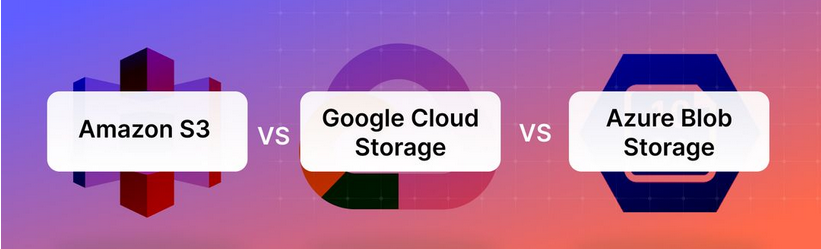 Amazon S3
vs
Google Cloud
Storage
vs
Azure Blob
Storage